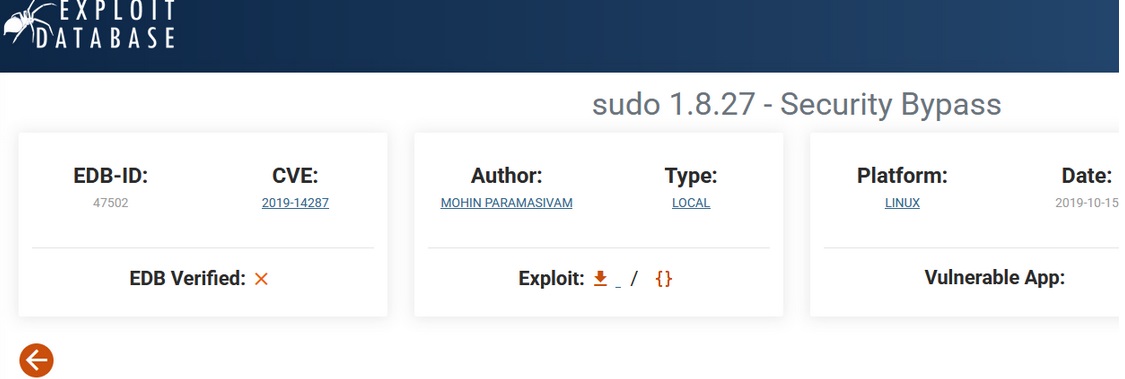 EXPLOIT
DATABASE
sudo 1.8.27 - Security Bypass
EDB-ID:
47502
CVE:
2019-14287
EDB Verified:
Author:
MOHIN PARAMASIVAM
Type:
LOCAL
Exploit: / {}
Platform:
LINUX
Date:
2019-10-15
Vulnerable App: